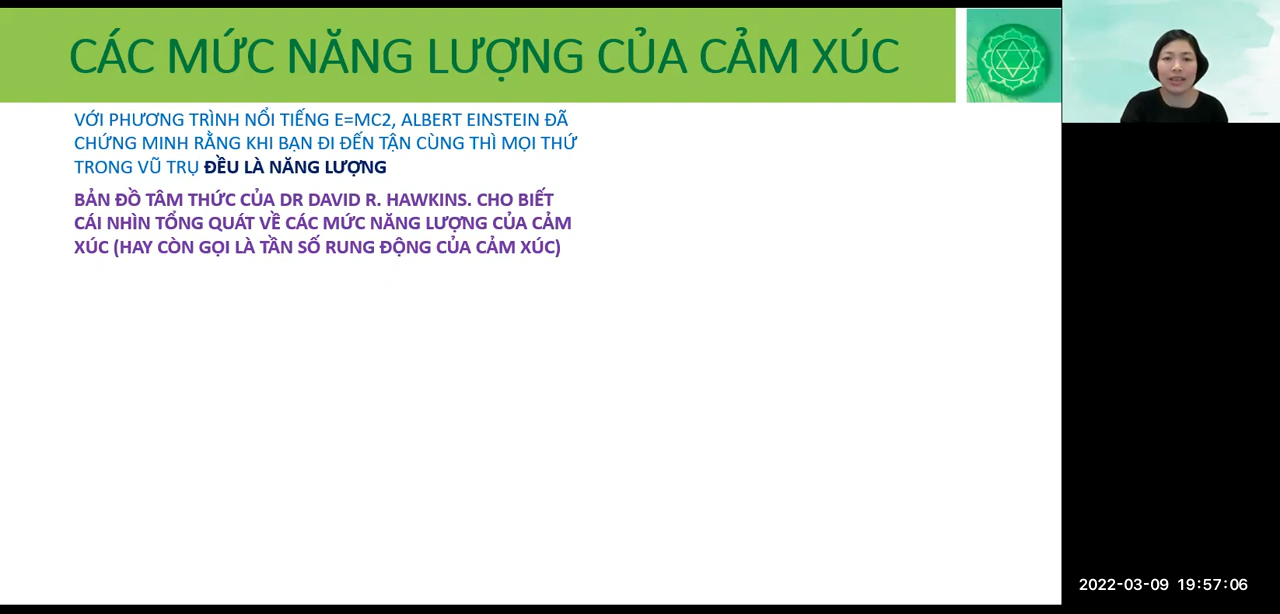 CÁC MỨC NĂNG LƯỢNG CỦA CẢM XÚC
VỚI PHƯƠNG TRÌNH NỔI TIẾNG E=MC2, ALBERT EINSTEIN ĐÃ
CHỨNG MINH RẰNG KHI BẠN ĐI ĐẾN TẬN CÙNG THÌ MỌI THỨ
TRONG VŨ TRỤ ĐỀU LÀ NĂNG LƯỢNG
BẢN ĐỒ TÂM THỨC CỦA DR DAVID R. HAWKINS. CHO BIẾT
CÁI NHÌN TỔNG QUÁT VỀ CÁC MỨC NĂNG LƯỢNG CỦA CẢM
XÚC (HAY CÒN GỌI LÀ TẦN SỐ RUNG ĐỘNG CỦA CẢM XÚC)
2022-03-09 19:57:06